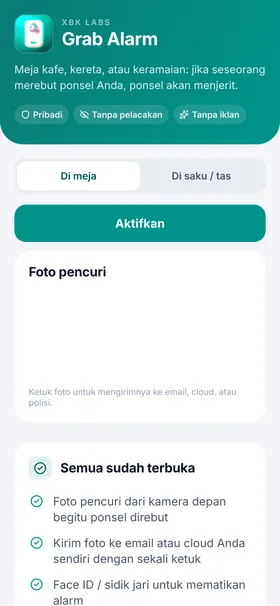 XBK LABS
Grab Alarm
Meja kafe, kereta, atau keramaian: jika seseorang
merebut ponsel Anda, ponsel akan menjerit.
Pribadi
Tanpa pelacakan
Tanpa iklan
Di meja
Di saku / tas
Aktifkan
Foto pencuri
Ketuk foto untuk mengirimnya ke email, cloud, atau
polisi.
Semua sudah terbuka
Foto pencuri dari kamera depan
begitu ponsel direbut
Kirim foto ke email atau cloud Anda
sendiri dengan sekali ketuk
Face ID / sidik jari untuk mematikan
alarm